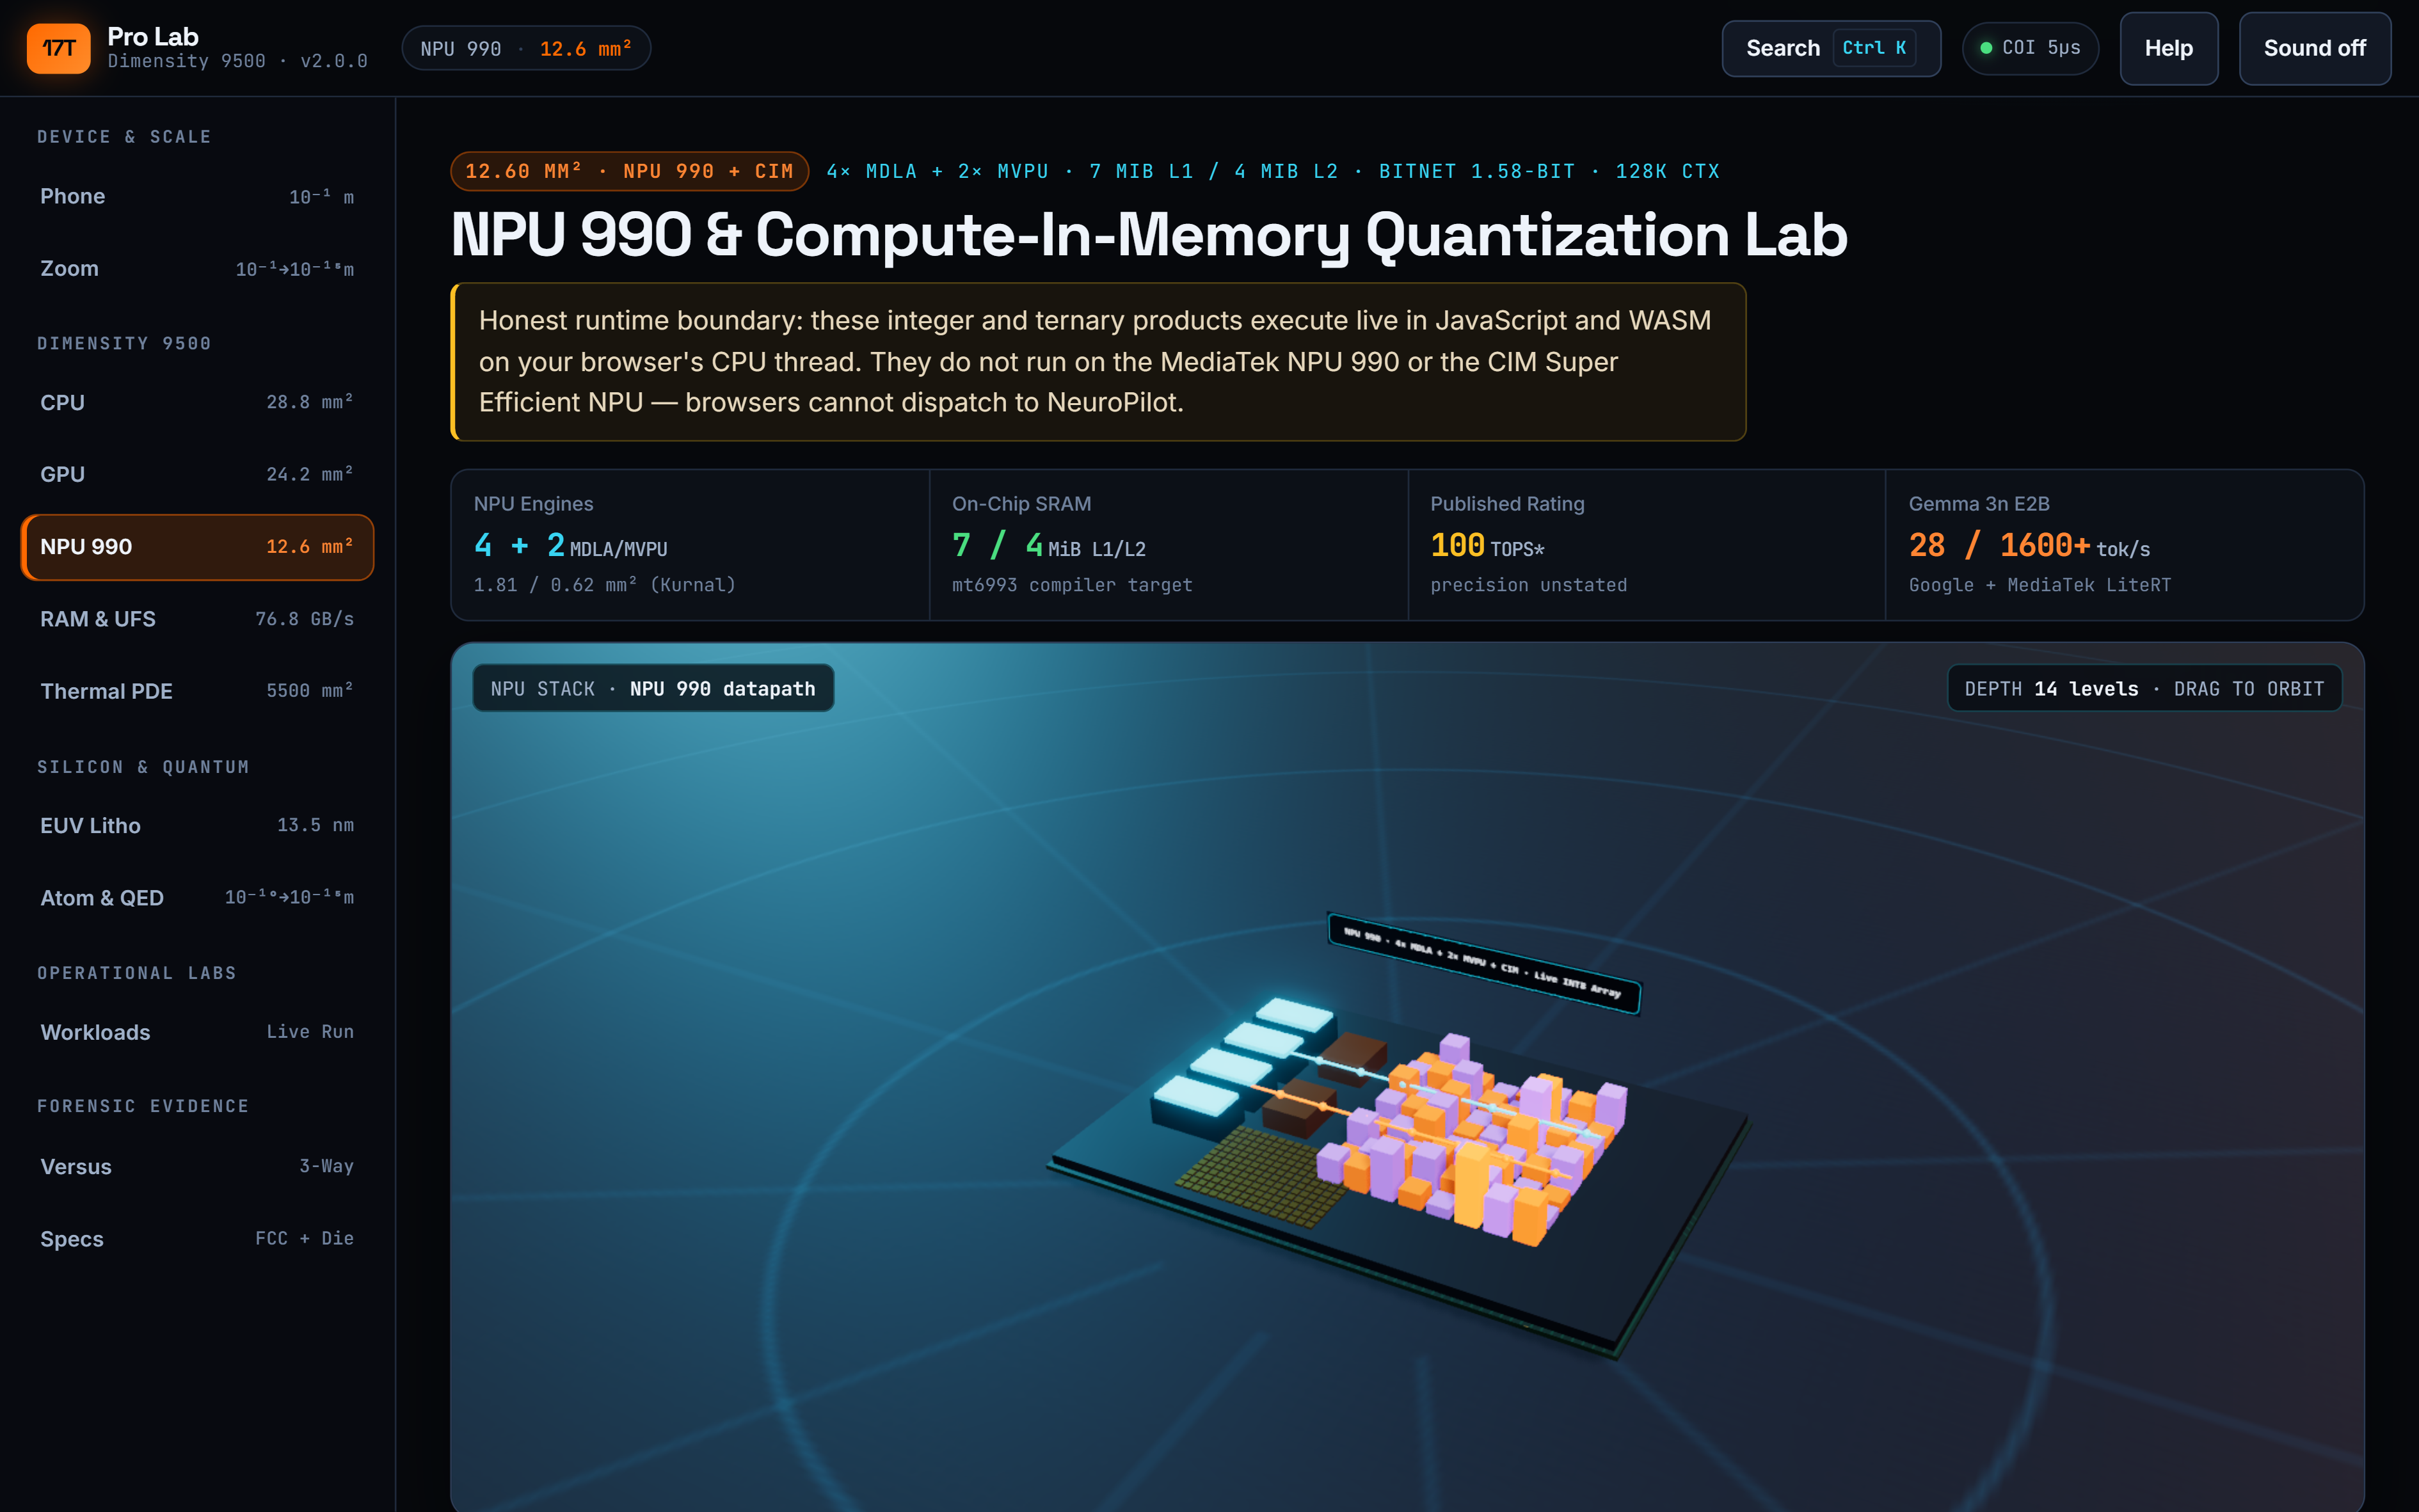 17T
Pro Lab
Dimensity 9500 · v2.0.0
NPU 990 · 12.6 mm²
Search Ctrl K
COI 5µs
Help
Sound off
DEVICE & SCALE
Phone 10⁻¹ m
Zoom 10⁻¹→10⁻¹⁵m
DIMENSITY 9500
CPU 28.8 mm²
GPU 24.2 mm²
NPU 990 12.6 mm²
RAM & UFS 76.8 GB/s
Thermal PDE 5500 mm²
SILICON & QUANTUM
EUV Litho 13.5 nm
Atom & QED 10⁻¹⁰→10⁻¹⁵m
OPERATIONAL LABS
Workloads Live Run
FORENSIC EVIDENCE
Versus 3-Way
Specs FCC + Die
12.60 MM² · NPU 990 + CIM 4× MDLA + 2× MVPU · 7 MIB L1 / 4 MIB L2 · BITNET 1.58-BIT · 128K CTX
NPU 990 & Compute-In-Memory Quantization Lab
Honest runtime boundary: these integer and ternary products execute live in JavaScript and WASM
on your browser's CPU thread. They do not run on the MediaTek NPU 990 or the CIM Super
Efficient NPU — browsers cannot dispatch to NeuroPilot.
NPU Engines
4 + 2 MDLA/MVPU
1.81 / 0.62 mm² (Kurnal)
On-Chip SRAM
7 / 4 MiB L1/L2
mt6993 compiler target
Published Rating
100 TOPS*
precision unstated
Gemma 3n E2B
28 / 1600+ tok/s
Google + MediaTek LiteRT
NPU STACK · NPU 990 datapath
DEPTH 14 levels · DRAG TO ORBIT
NPU 990 · 4x MDLA + 2x MVPU + CIM · Live INT8 Array